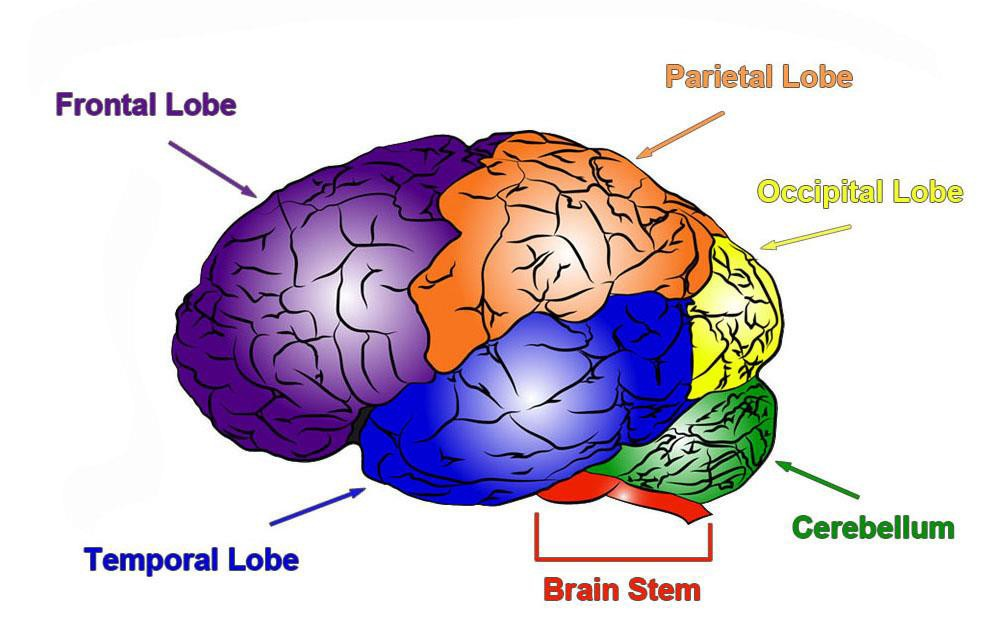 Parietal Lobe
Frontal Lobe
Occipital Lobe
Cerebellum
Temporal Lobe
Brain Stem